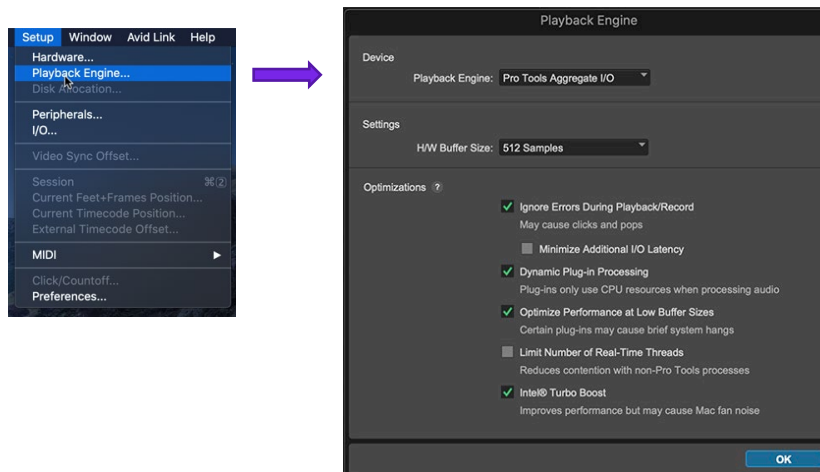 Setup Window Avid Link Help
Hardware...
Playback Engine...
Disk Allocation...
Peripherals...
I/O...
Video Sync Offset...
Session ⌘2
Current Feet+Frames Position...
Current Timecode Position...
External Timecode Offset...
MIDI
Click/Countoff...
Preferences...
Playback Engine
Device
Playback Engine: Pro Tools Aggregate I/O
Settings
H/W Buffer Size: 512 Samples
Optimizations ?
Ignore Errors During Playback/Record
May cause clicks and pops
Minimize Additional I/O Latency
Dynamic Plug-in Processing
Plug-ins only use CPU resources when processing audio
Optimize Performance at Low Buffer Sizes
Certain plug-ins may cause brief system hangs
Limit Number of Real-Time Threads
Reduces contention with non-Pro Tools processes
Intel® Turbo Boost
Improves performance but may cause Mac fan noise
OK